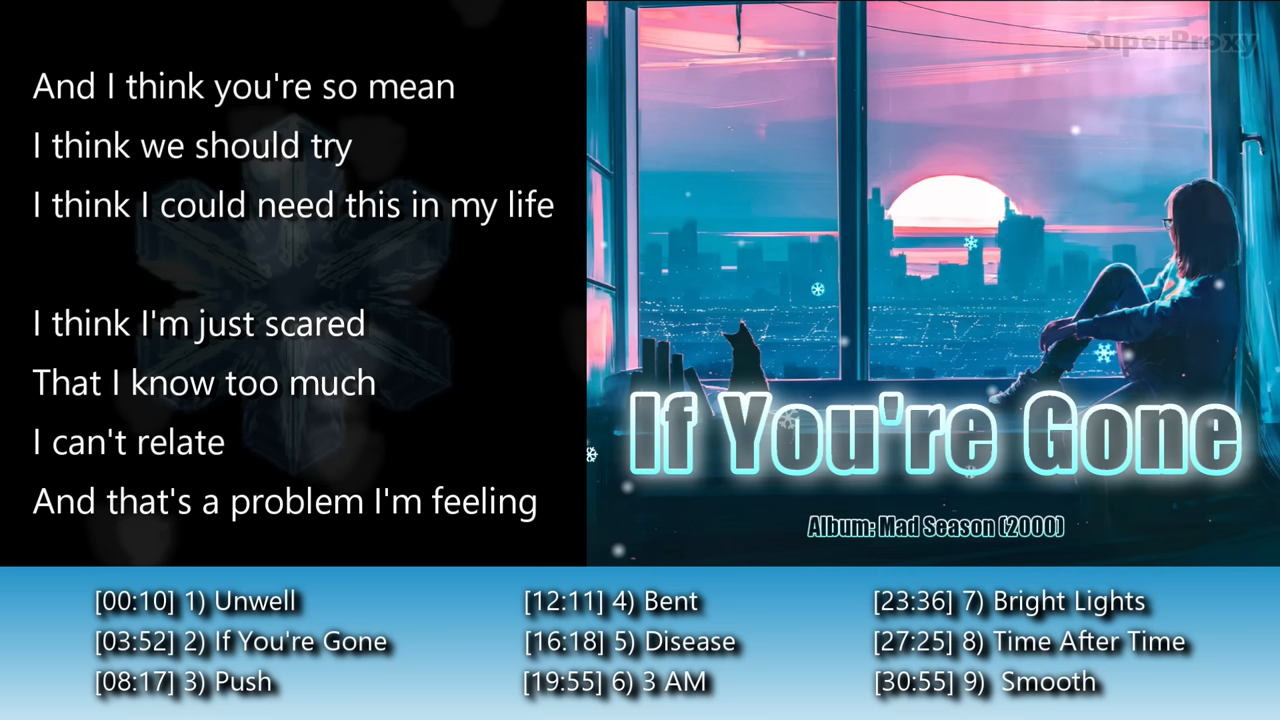 And I think you're so mean
I think we should try
I think I could need this in my life
I think I'm just scared
That I know too much
I can't relate
And that's a problem I'm feeling
SuperProxy
If You're Gone
Album: Mad Season (2000)
[00:10] 1) Unwell
[03:52] 2) If You're Gone
[08:17] 3) Push
[12:11] 4) Bent
[16:18] 5) Disease
[19:55] 6) 3 AM
[23:36] 7) Bright Lights
[27:25] 8) Time After Time
[30:55] 9)  Smooth